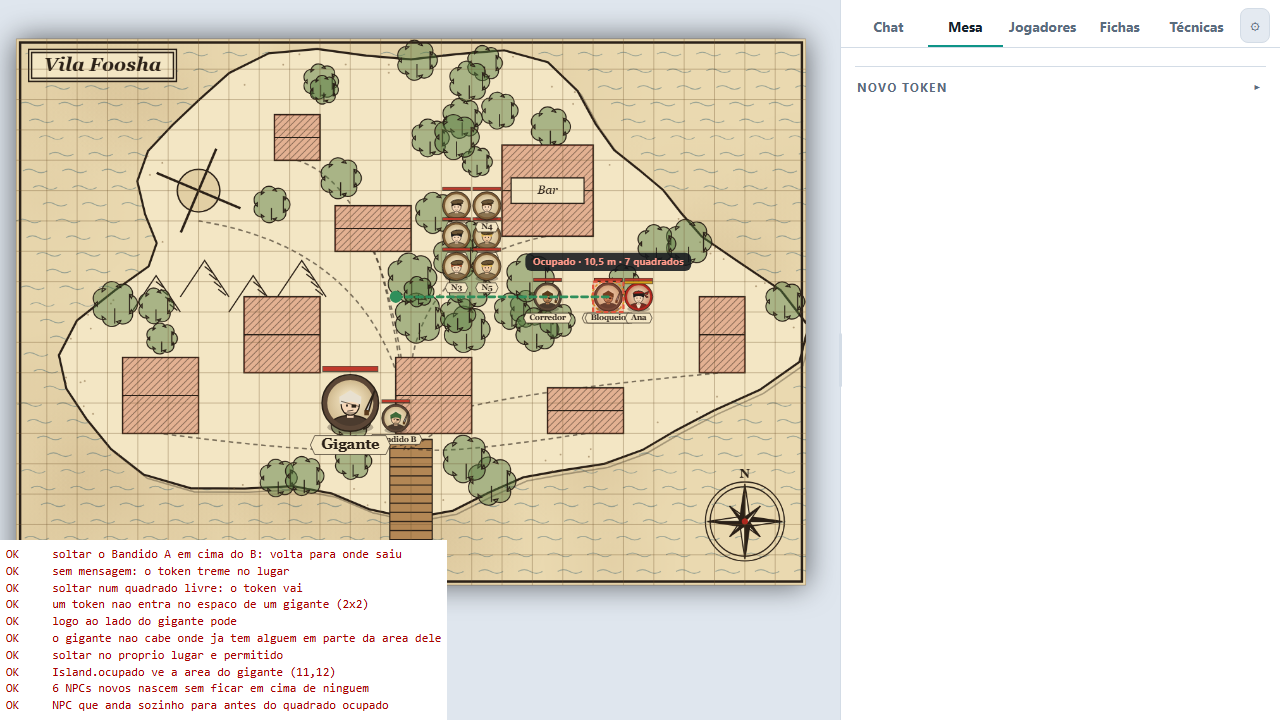 Chat Mesa Jogadores Fichas Técnicas
NOVO TOKEN
Vila Foosha
Bar
N4
Ocupado · 10,5 m · 7 quadrados
N3 N5
Corredor Bloqueio Ana
Gigante ndido B
N
OK soltar o Bandido A em cima do B: volta para onde saiu
OK sem mensagem: o token treme no lugar
OK soltar num quadrado livre: o token vai
OK um token nao entra no espaco de um gigante (2x2)
OK logo ao lado do gigante pode
OK o gigante nao cabe onde ja tem alguem em parte da area dele
OK soltar no proprio lugar e permitido
OK Island.ocupado ve a area do gigante (11,12)
OK 6 NPCs novos nascem sem ficar em cima de ninguem
OK NPC que anda sozinho para antes do quadrado ocupado